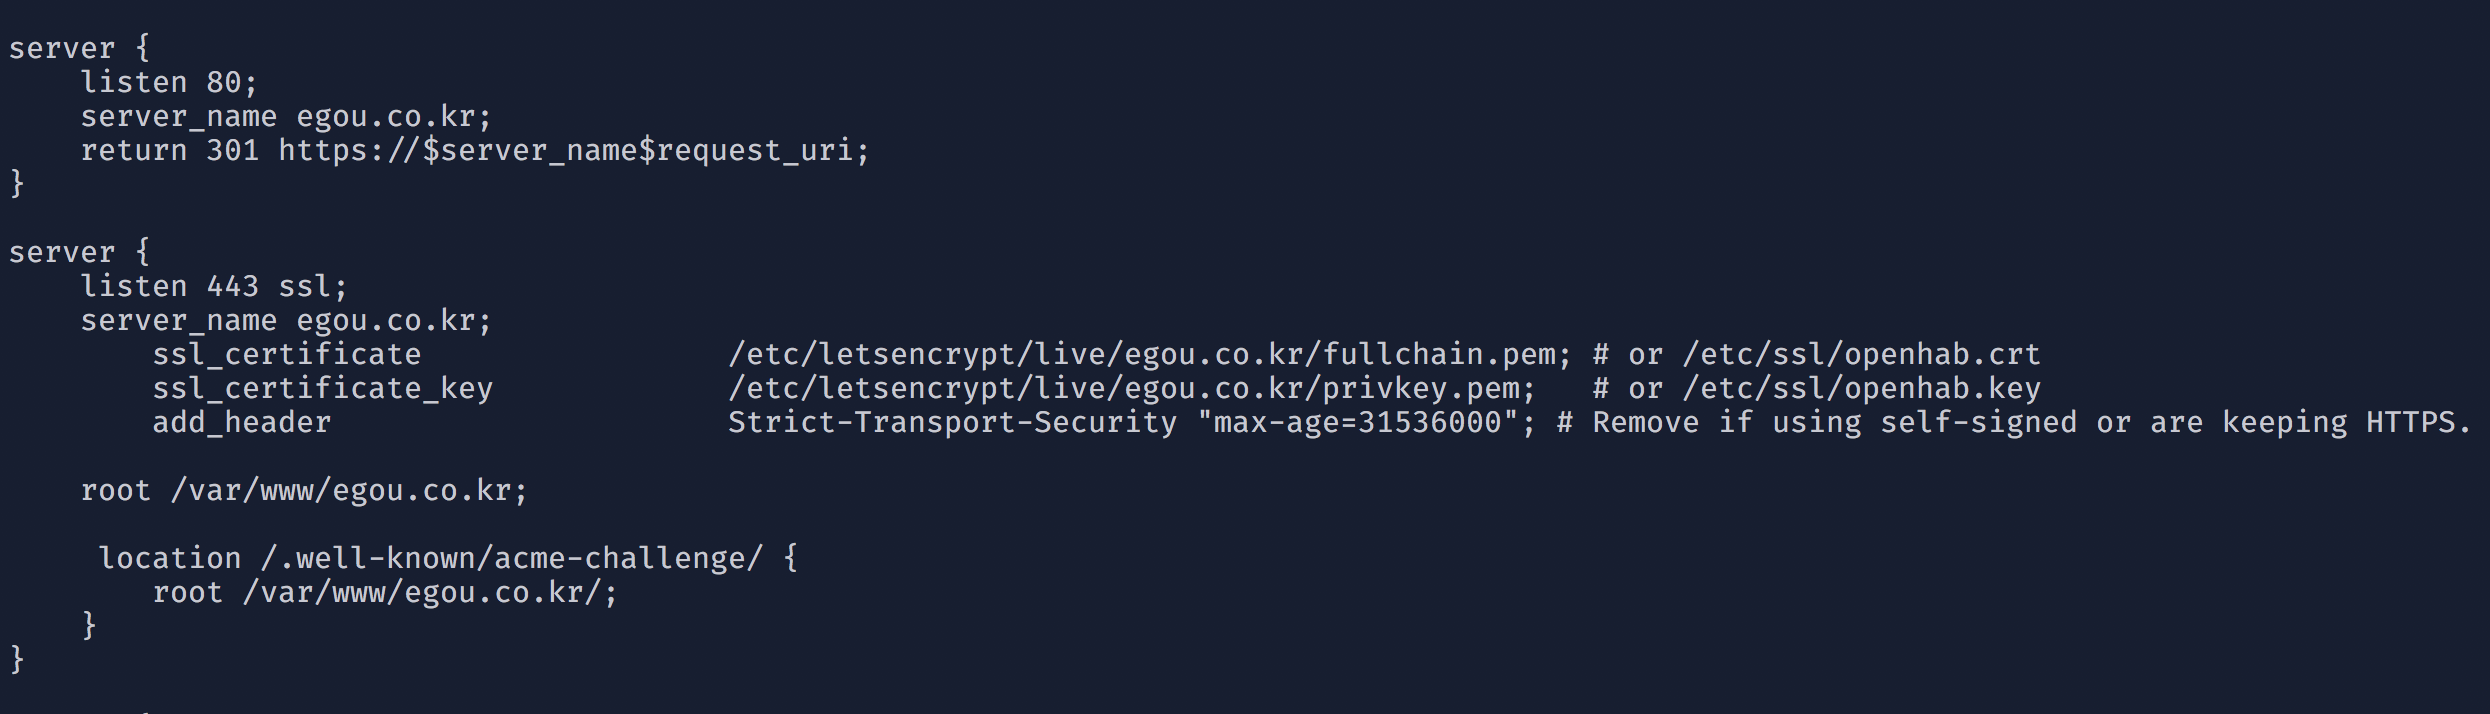 server {
    listen 80;
    server_name egou.co.kr;
    return 301 https://$server_name$request_uri;
}

server {
    listen 443 ssl;
    server_name egou.co.kr;
        ssl_certificate                 /etc/letsencrypt/live/egou.co.kr/fullchain.pem; # or /etc/ssl/openhab.crt
        ssl_certificate_key             /etc/letsencrypt/live/egou.co.kr/privkey.pem;   # or /etc/ssl/openhab.key
        add_header                      Strict-Transport-Security "max-age=31536000"; # Remove if using self-signed or are keeping HTTPS.

    root /var/www/egou.co.kr;

     location /.well-known/acme-challenge/ {
        root /var/www/egou.co.kr/;
    }
}